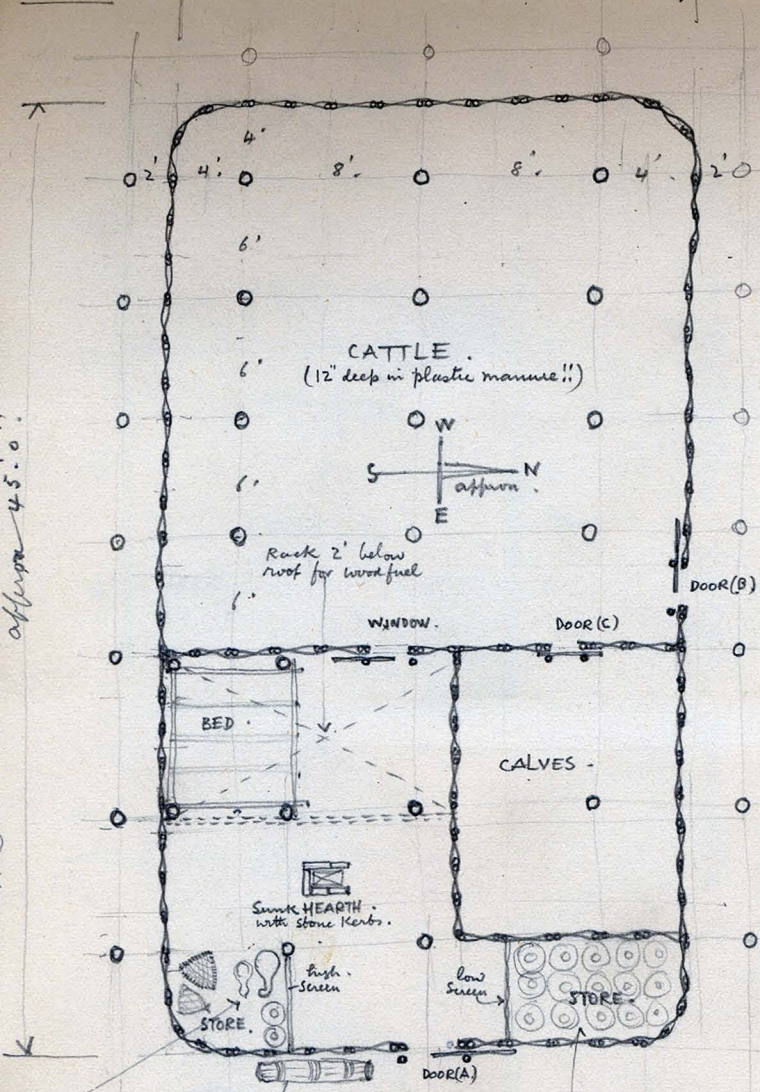 4'
2'
4'.
8'.
8'.
4'.
2'
6'
CATTLE.
(12" deep in plastic manure!!)
6'
W
S
N
approx.
E
6'
Rack 2' below
roof for woodfuel
6'
approx 45.0"
DOOR(B)
WINDOW.
DOOR(C)
BED.
CALVES -
Sunk HEARTH.
with stone Kerbs.
high.
Screen
low
Screen
STORE.
STORE.
DOOR(A)